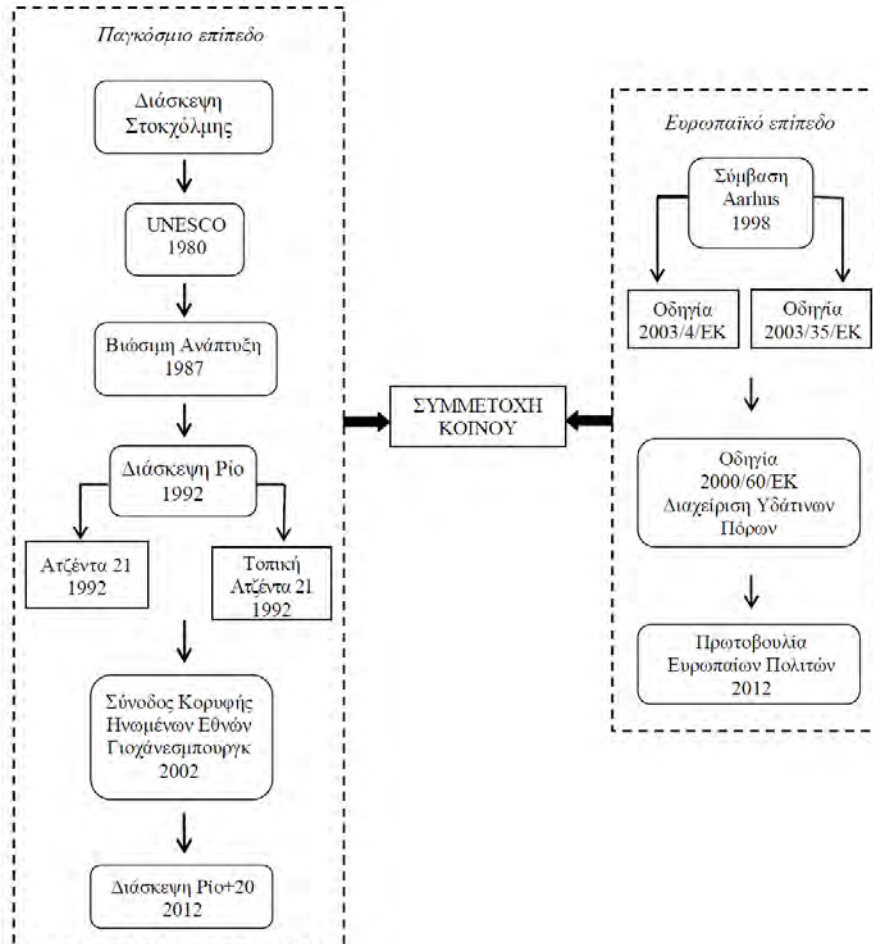 Παγκόσμιο επίπεδο
Διάσκεψη
Στοκχόλμης
UNESCO
1980
Βιώσιμη Ανάπτυξη
1987
Διάσκεψη Ρίο
1992
Ατζέντα 21
1992
Τοπική
Ατζέντα 21
1992
Σύνοδος Κορυφής
Ηνωμένων Εθνών
Γιοχάνεσμπουργκ
2002
Διάσκεψη Ρίο+20
2012
ΣΥΜΜΕΤΟΧΗ
ΚΟΙΝΟΥ
Ευρωπαϊκό επίπεδο
Σύμβαση
Aarhus
1998
Οδηγία
2003/4/ΕΚ
Οδηγία
2003/35/ΕΚ
Οδηγία
2000/60/ΕΚ
Διαχείριση Υδάτινων
Πόρων
Πρωτοβουλία
Ευρωπαίων Πολιτών
2012